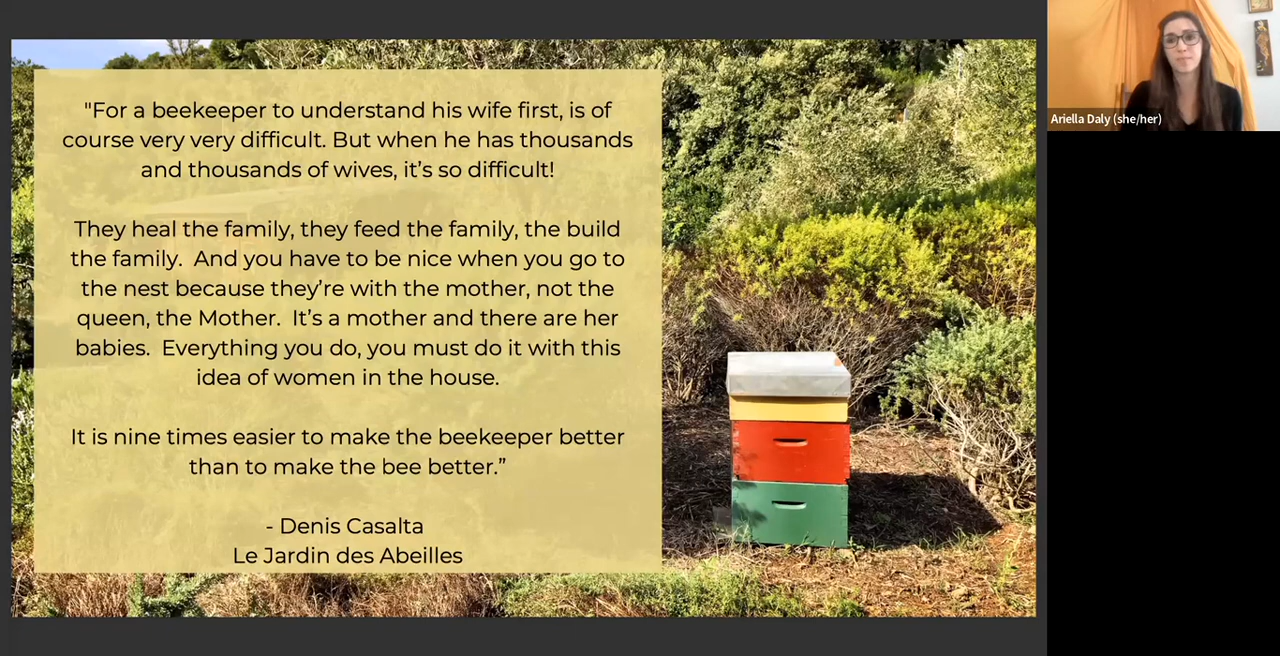 "For a beekeeper to understand his wife first, is of
course very very difficult. But when he has thousands
and thousands of wives, it's so difficult!
They heal the family, they feed the family, the build
the family.  And you have to be nice when you go to
the nest because they're with the mother, not the
queen, the Mother.  It's a mother and there are her
babies.  Everything you do, you must do it with this
idea of women in the house.
It is nine times easier to make the beekeeper better
than to make the bee better.”
- Denis Casalta
Le Jardin des Abeilles
Ariella Daly (she/her)